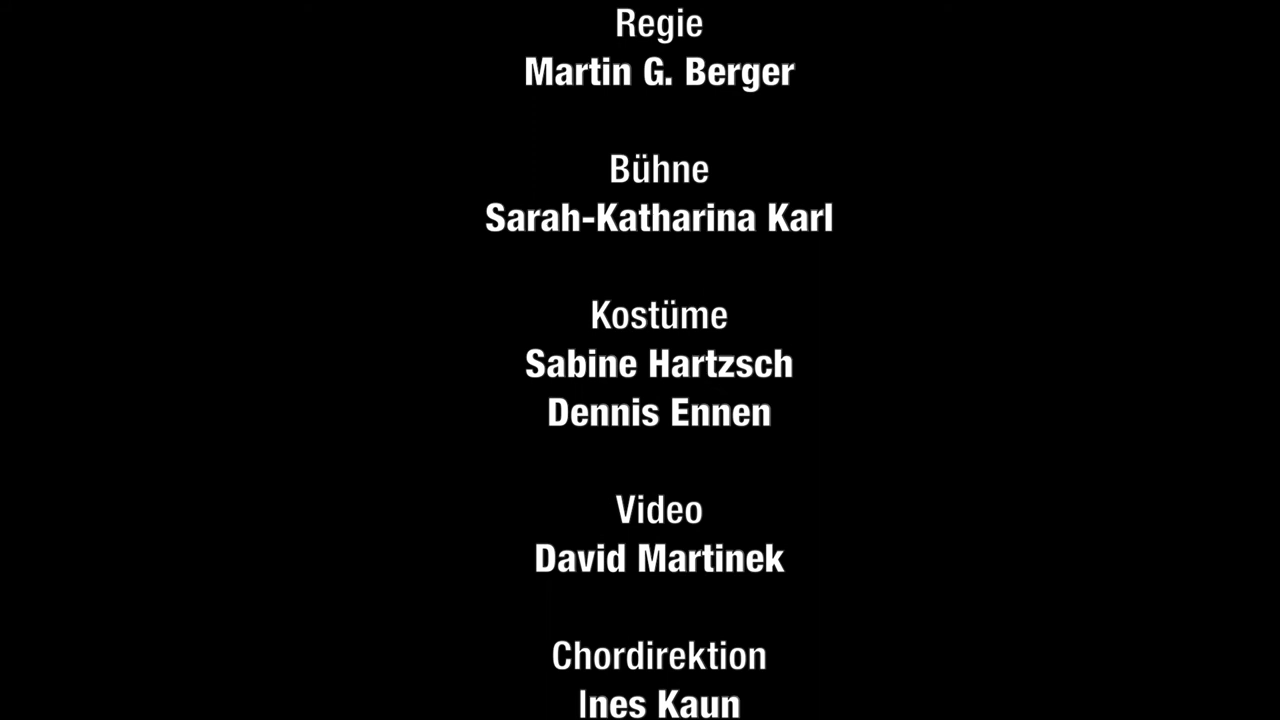 Regie
Martin G. Berger
Bühne
Sarah-Katharina Karl
Kostüme
Sabine Hartzsch
Dennis Ennen
Video
David Martinek
Chordirektion
Ines Kaun